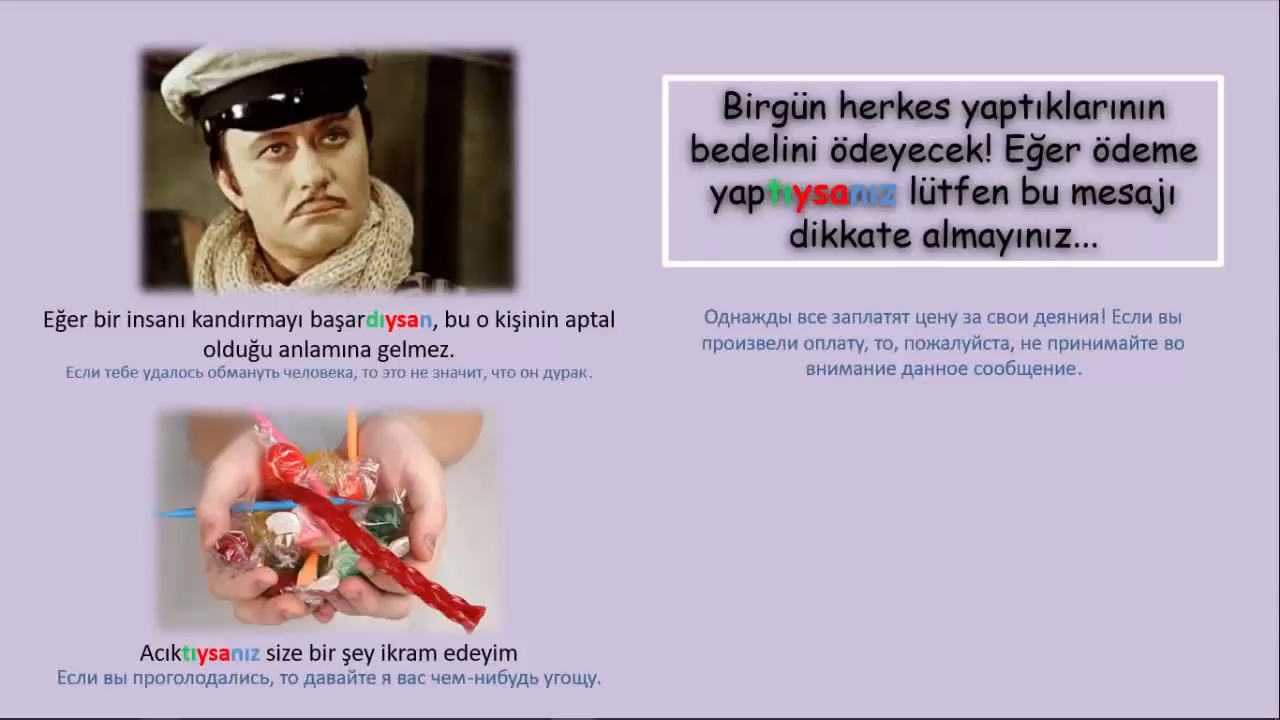 Eğer bir insanı kandırmayı başardıysan, bu o kişinin aptal
olduğu anlamına gelmez.
Если тебе удалось обмануть человека, то это не значит, что он дурак.
Acıktıysanız size bir şey ikram edeyim
Если вы проголодались, то давайте я вас чем-нибудь угощу.
Birgün herkes yaptıklarının
bedelini ödeyecek! Eğer ödeme
yaptıysanız lütfen bu mesajı
dikkate almayınız...
Однажды все заплатят цену за свои деяния! Если вы
произвели оплату, то, пожалуйста, не принимайте во
внимание данное сообщение.